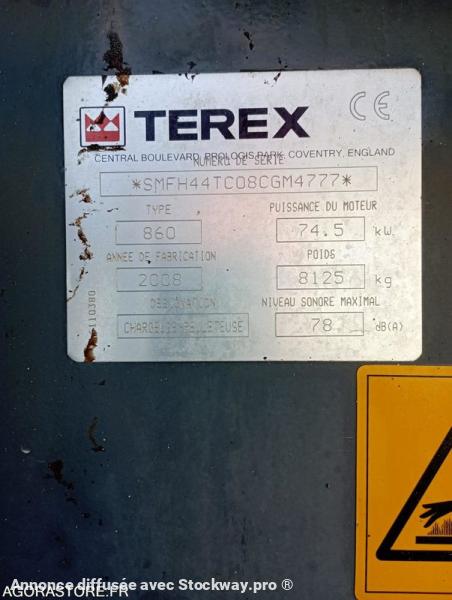 TEREX CE
CENTRAL BOULEVARD, PROLOGIS PARK, COVENTRY, ENGLAND
NUMERO DE SERIE
*SMFH44TC08CGM4777*
TYPE PUISSANCE DU MOTEUR
860 74.5 kW
ANNEE DE FABRICATION POIDS
2008 8125 kg
DESIGNATION NIVEAU SONORE MAXIMAL
78 dB(A)
Annonce diffusée avec Stockway.pro ®
AGORASTORE.FR